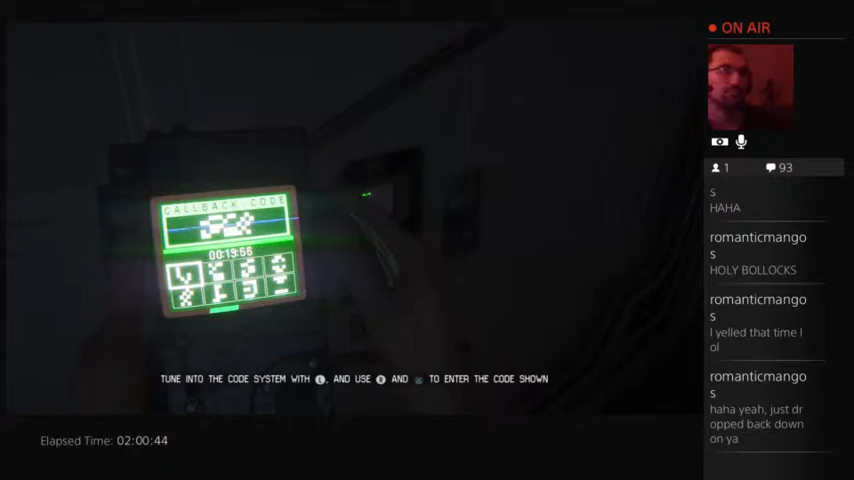 ON AIR
1 93
s
HAHA
romanticmango
s
HOLY BOLLOCKS
romanticmango
s
I yelled that time l
ol
romanticmango
s
haha yeah, just dr
opped back down
on ya
CALLBACK CODE
00:19:56
TUNE INTO THE CODE SYSTEM WITH L, AND USE R AND X TO ENTER THE CODE SHOWN
Elapsed Time: 02:00:44